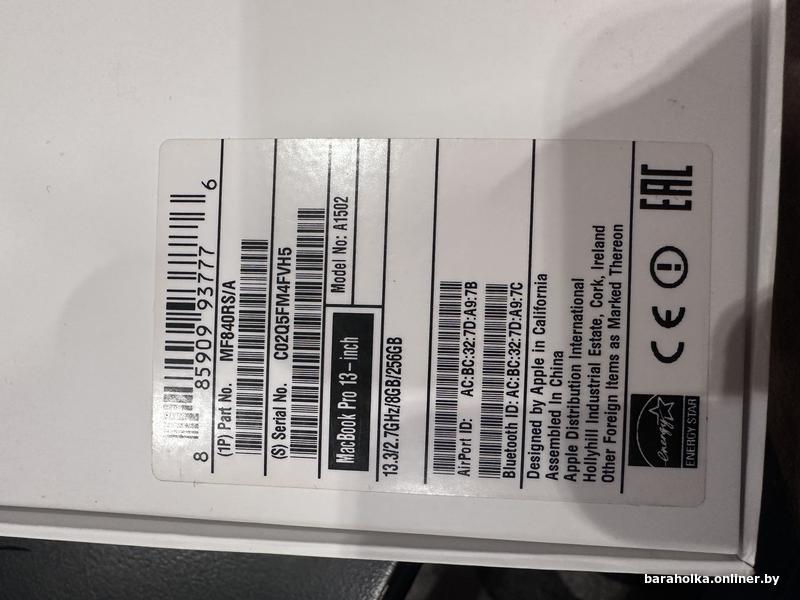 8 85909 93777 6
(1P) Part No. MF840RS/A
(S) Serial No. C02Q5FM4FVH5
MacBook Pro 13-inch
Model No: A1502
13.3/2.7GHz/8GB/256GB
AirPort ID: AC:BC:32:7D:A9:7B
Bluetooth ID: AC:BC:32:7D:A9:7C
Designed by Apple in California
Assembled In China
Apple Distribution International
Hollyhill Industrial Estate, Cork, Ireland
Other Foreign Items as Marked Thereon
energy
ENERGY STAR
CE
EAC
baraholka.onliner.by